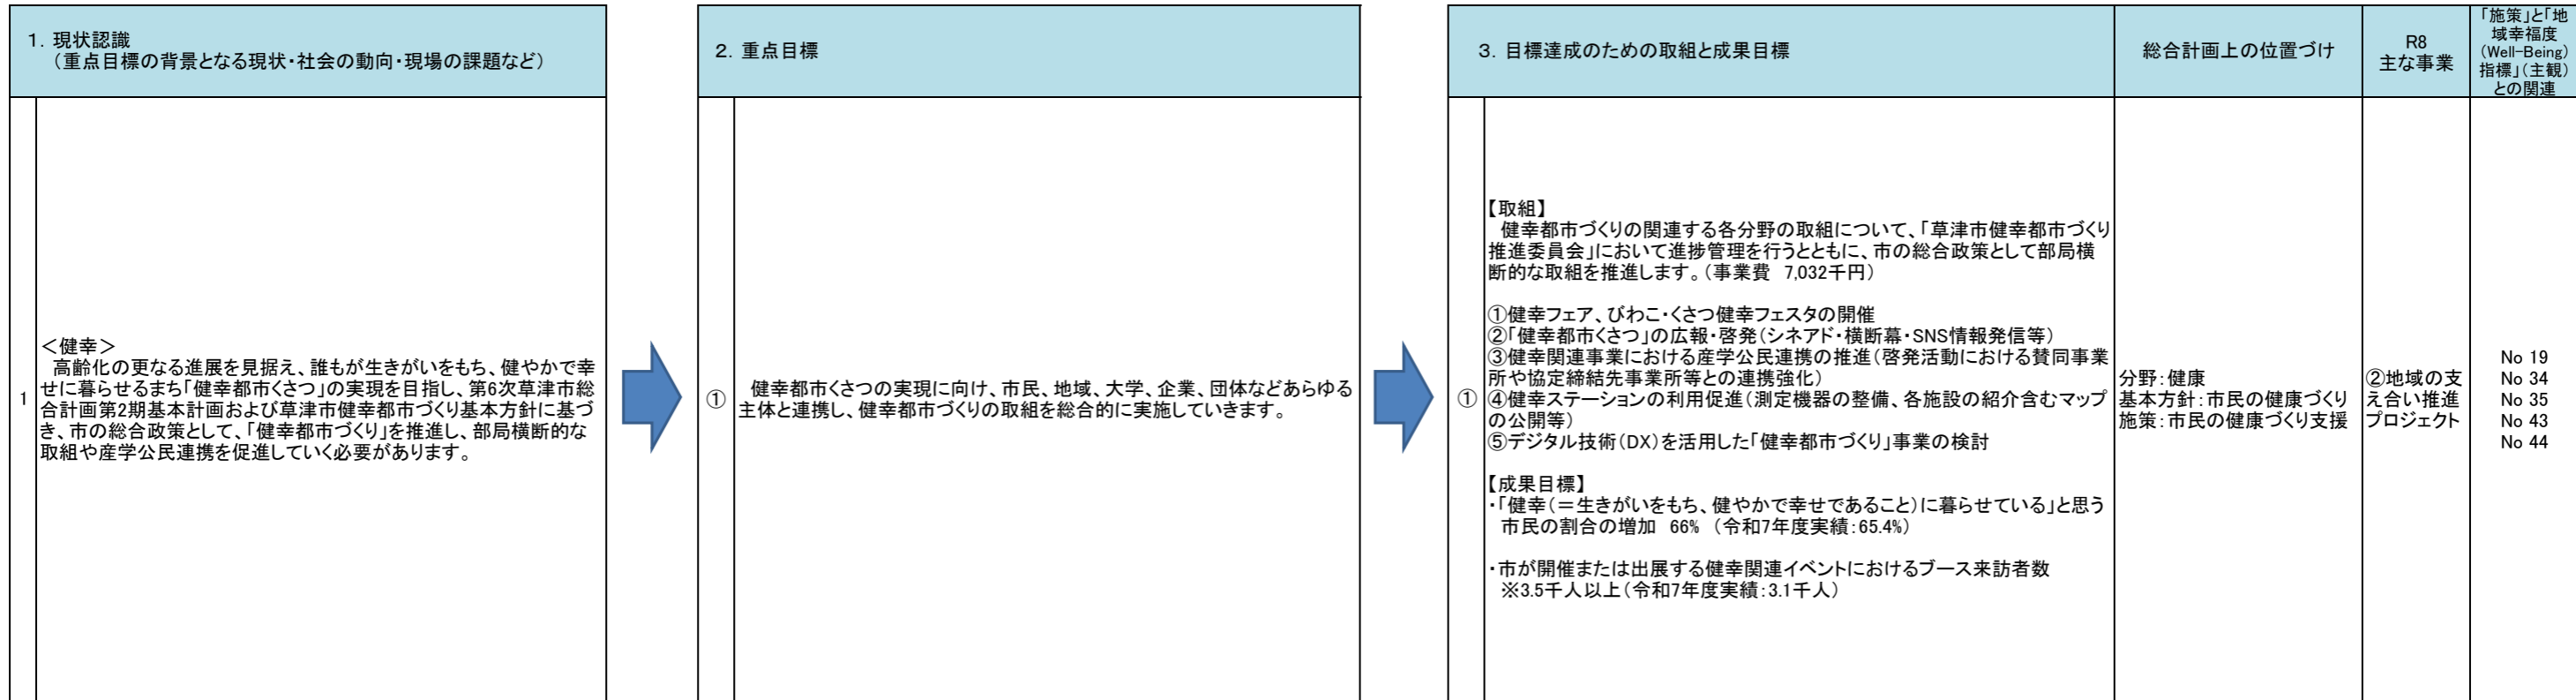 1．現状認識
（重点目標の背景となる現状・社会の動向・現場の課題など）
1
＜健幸＞
　高齢化の更なる進展を見据え、誰もが生きがいをもち、健やかで幸
せに暮らせるまち「健幸都市くさつ」の実現を目指し、第6次草津市総
合計画第2期基本計画および草津市健幸都市づくり基本方針に基づ
き、市の総合政策として、「健幸都市づくり」を推進し、部局横断的な
取組や産学公民連携を促進していく必要があります。
2．重点目標
①
　健幸都市くさつの実現に向け、市民、地域、大学、企業、団体などあらゆる
主体と連携し、健幸都市づくりの取組を総合的に実施していきます。
3．目標達成のための取組と成果目標
①
【取組】
　健幸都市づくりの関連する各分野の取組について、「草津市健幸都市づくり
推進委員会」において進捗管理を行うとともに、市の総合政策として部局横
断的な取組を推進します。（事業費　7,032千円）
①健幸フェア、びわこ・くさつ健幸フェスタの開催
②「健幸都市くさつ」の広報・啓発（シネアド・横断幕・SNS情報発信等）
③健幸関連事業における産学公民連携の推進（啓発活動における賛同事業
所や協定締結先事業所等との連携強化）
④健幸ステーションの利用促進（測定機器の整備、各施設の紹介含むマップ
の公開等）
⑤デジタル技術（DX）を活用した「健幸都市づくり」事業の検討
【成果目標】
・「健幸（＝生きがいをもち、健やかで幸せであること）に暮らせている」と思う
　市民の割合の増加　66%　（令和7年度実績：65.4%）
・市が開催または出展する健幸関連イベントにおけるブース来訪者数
　※3.5千人以上（令和7年度実績：3.1千人）
総合計画上の位置づけ
分野：健康
基本方針：市民の健康づくり
施策：市民の健康づくり支援
R8
主な事業
②地域の支
え合い推進
プロジェクト
「施策」と「地
域幸福度
（Well-Being）
指標」（主観）
との関連
No 19
No 34
No 35
No 43
No 44